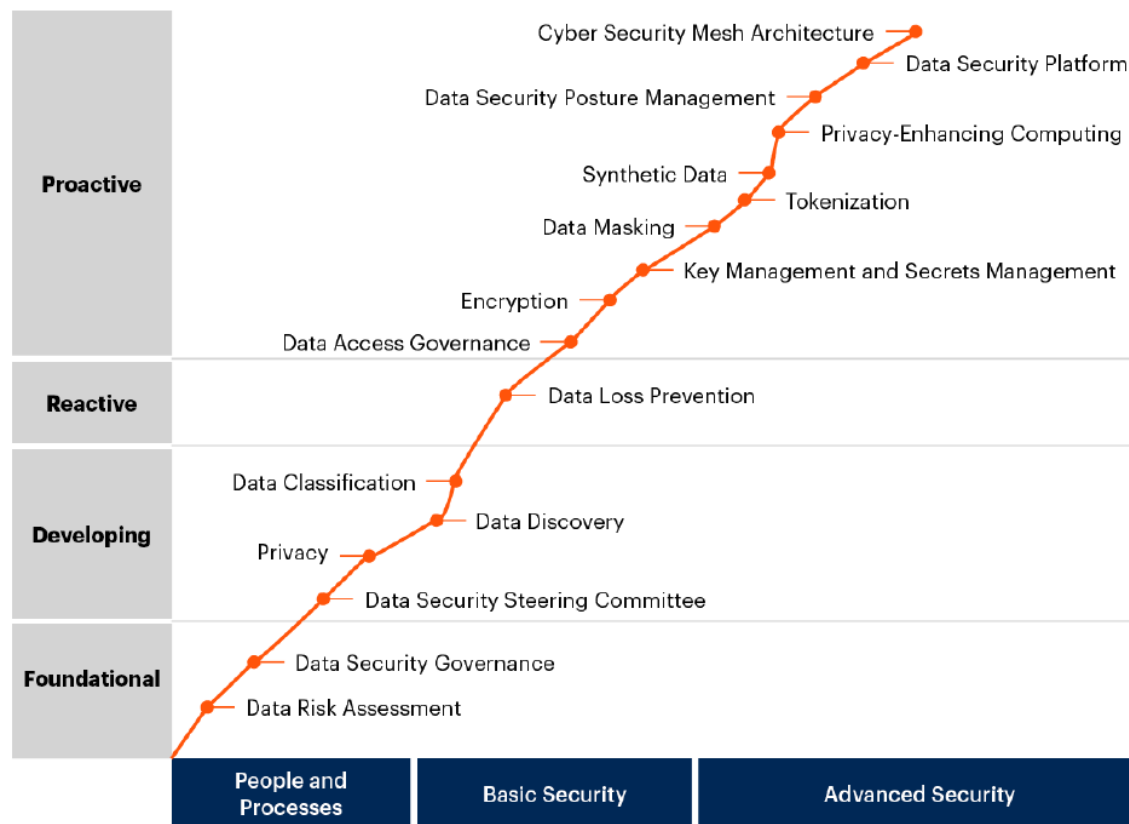 Cyber Security Mesh Architecture
Data Security Platform
Data Security Posture Management
Privacy-Enhancing Computing
Proactive
Synthetic Data
Tokenization
Data Masking
Key Management and Secrets Management
Encryption
Data Access Governance
Reactive
Data Loss Prevention
Data Classification
Data Discovery
Developing
Privacy
Data Security Steering Committee
Data Security Governance
Foundational
Data Risk Assessment
People and
Processes
Basic Security
Advanced Security